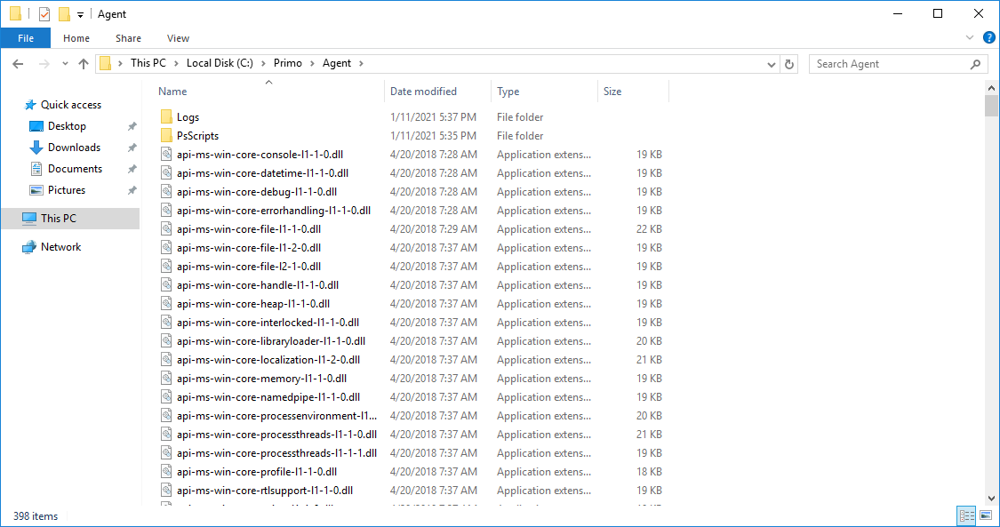 Agent
File Home Share View
This PC Local Disk (C:) Primo Agent Search Agent
Name Date modified Type Size
Quick access
Desktop
Downloads
Documents
Pictures
This PC
Network
Logs 1/11/2021 5:37 PM File folder
PsScripts 1/11/2021 5:35 PM File folder
api-ms-win-core-console-l1-1-0.dll 4/20/2018 7:28 AM Application extens... 19 KB
api-ms-win-core-datetime-l1-1-0.dll 4/20/2018 7:28 AM Application extens... 19 KB
api-ms-win-core-debug-l1-1-0.dll 4/20/2018 7:28 AM Application extens... 19 KB
api-ms-win-core-errorhandling-l1-1-0.dll 4/20/2018 7:28 AM Application extens... 19 KB
api-ms-win-core-file-l1-1-0.dll 4/20/2018 7:29 AM Application extens... 22 KB
api-ms-win-core-file-l1-2-0.dll 4/20/2018 7:37 AM Application extens... 19 KB
api-ms-win-core-file-l2-1-0.dll 4/20/2018 7:37 AM Application extens... 19 KB
api-ms-win-core-handle-l1-1-0.dll 4/20/2018 7:37 AM Application extens... 19 KB
api-ms-win-core-heap-l1-1-0.dll 4/20/2018 7:37 AM Application extens... 19 KB
api-ms-win-core-interlocked-l1-1-0.dll 4/20/2018 7:37 AM Application extens... 19 KB
api-ms-win-core-libraryloader-l1-1-0.dll 4/20/2018 7:37 AM Application extens... 20 KB
api-ms-win-core-localization-l1-2-0.dll 4/20/2018 7:37 AM Application extens... 21 KB
api-ms-win-core-memory-l1-1-0.dll 4/20/2018 7:37 AM Application extens... 19 KB
api-ms-win-core-namedpipe-l1-1-0.dll 4/20/2018 7:37 AM Application extens... 19 KB
api-ms-win-core-processenvironment-l1... 4/20/2018 7:37 AM Application extens... 20 KB
api-ms-win-core-processthreads-l1-1-0.dll 4/20/2018 7:37 AM Application extens... 21 KB
api-ms-win-core-processthreads-l1-1-1.dll 4/20/2018 7:37 AM Application extens... 19 KB
api-ms-win-core-profile-l1-1-0.dll 4/20/2018 7:37 AM Application extens... 18 KB
api-ms-win-core-rtlsupport-l1-1-0.dll 4/20/2018 7:37 AM Application extens... 19 KB
398 items